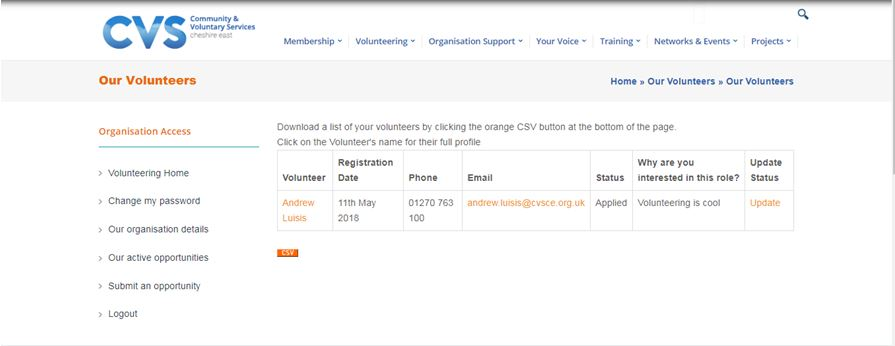 CVS
Community &
Voluntary Services
cheshire east
Membership
Volunteering
Organisation Support
Your Voice
Training
Networks & Events
Projects
Our Volunteers
Home » Our Volunteers » Our Volunteers
Organisation Access
Volunteering Home
Change my password
Our organisation details
Our active opportunities
Submit an opportunity
Logout
Download a list of your volunteers by clicking the orange CSV button at the bottom of the page.
Click on the Volunteer's name for their full profile
Volunteer
Registration
Date
Phone
Email
Status
Why are you
interested in this role?
Update
Status
Andrew
Luisis
11th May
2018
01270 763
100
andrew.luisis@cvsce.org.uk
Applied
Volunteering is cool
Update
CSV